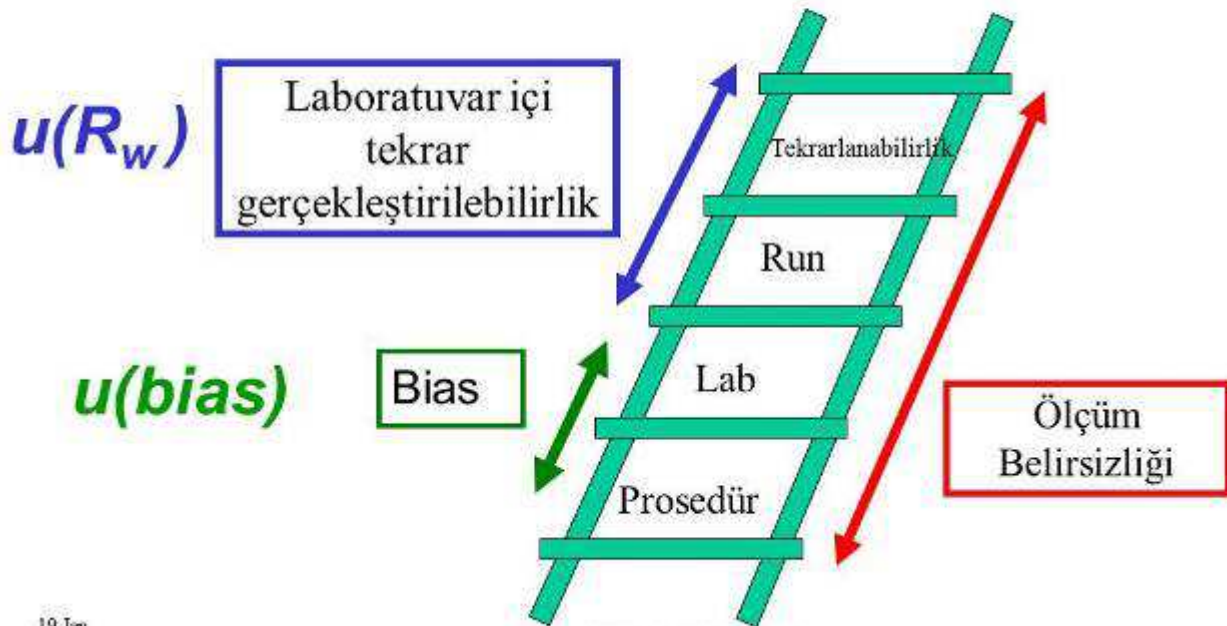 u(Rw)
Laboratuvar içi
tekrar
gerçekleştirilebilirlik
Tekrarlanabilirlik
Run
u(bias)
Bias
Lab
Ölçüm
Belirsizliği
Prosedür